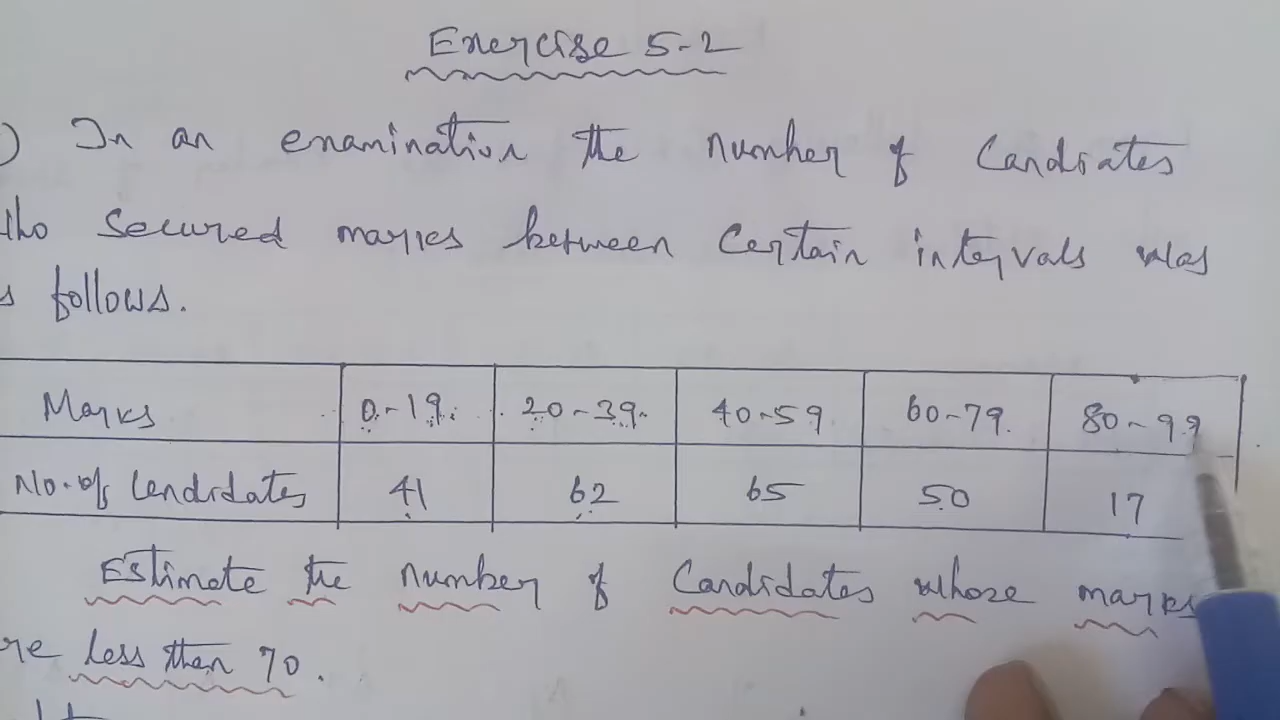 Exercise 5-2
) In an examination the number of Candiates
who secured marks between certain intervals was
s follows.
Marks 0-19. 20-39. 40-59 60-79. 80-99
No. of Candidates 41 62 65 50 17
Estimate the number of Candidates whose marks
re less than 70.